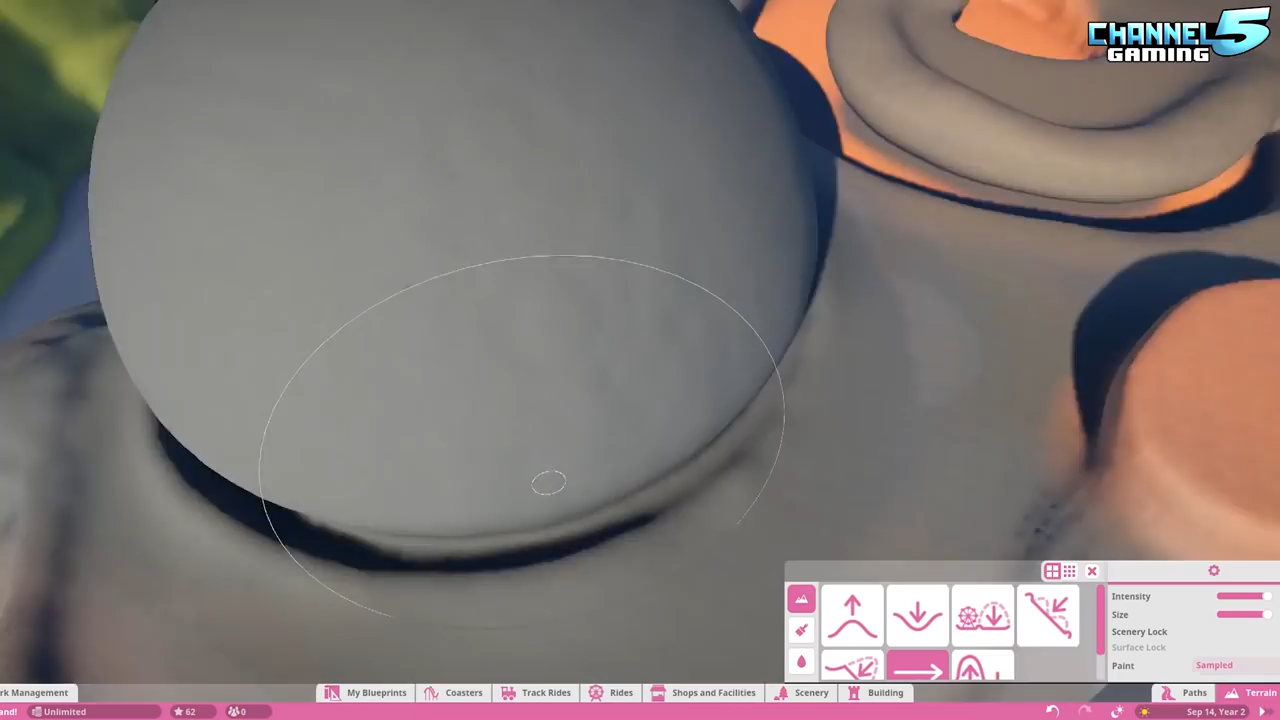 CHANNEL 5
GAMING
Intensity
Size
Scenery Lock
Surface Lock
Paint Sampled
rk Management My Blueprints Coasters Track Rides Rides Shops and Facilities Scenery Building Paths Terrain
and! Unlimited 62 0 Sep 14, Year 2